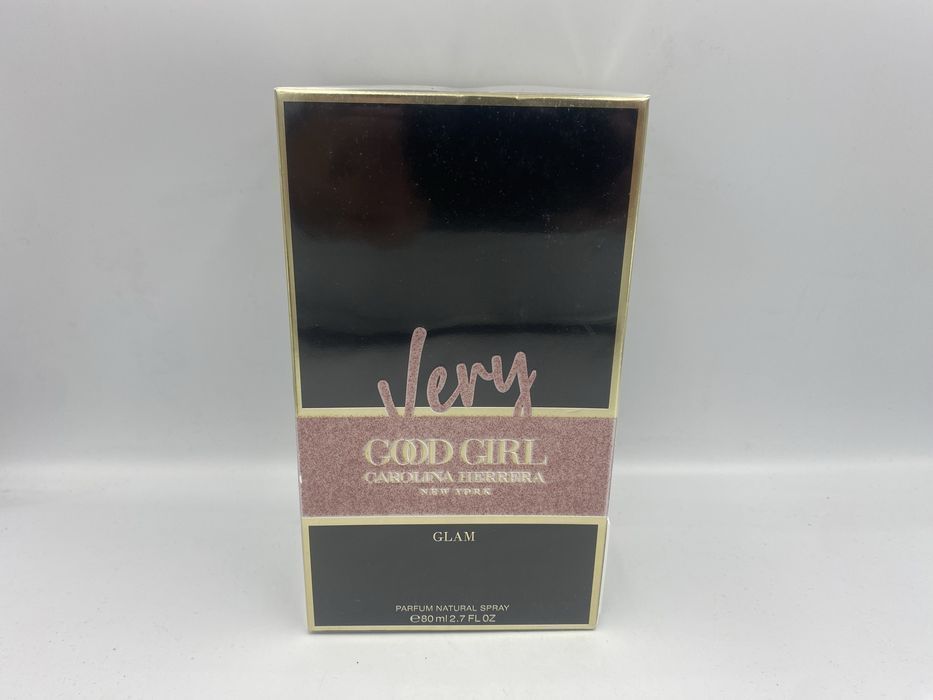 Very
GOOD GIRL
CAROLINA HERRERA
NEW YORK
GLAM
PARFUM NATURAL SPRAY
℮80 ml 2.7 FL OZ